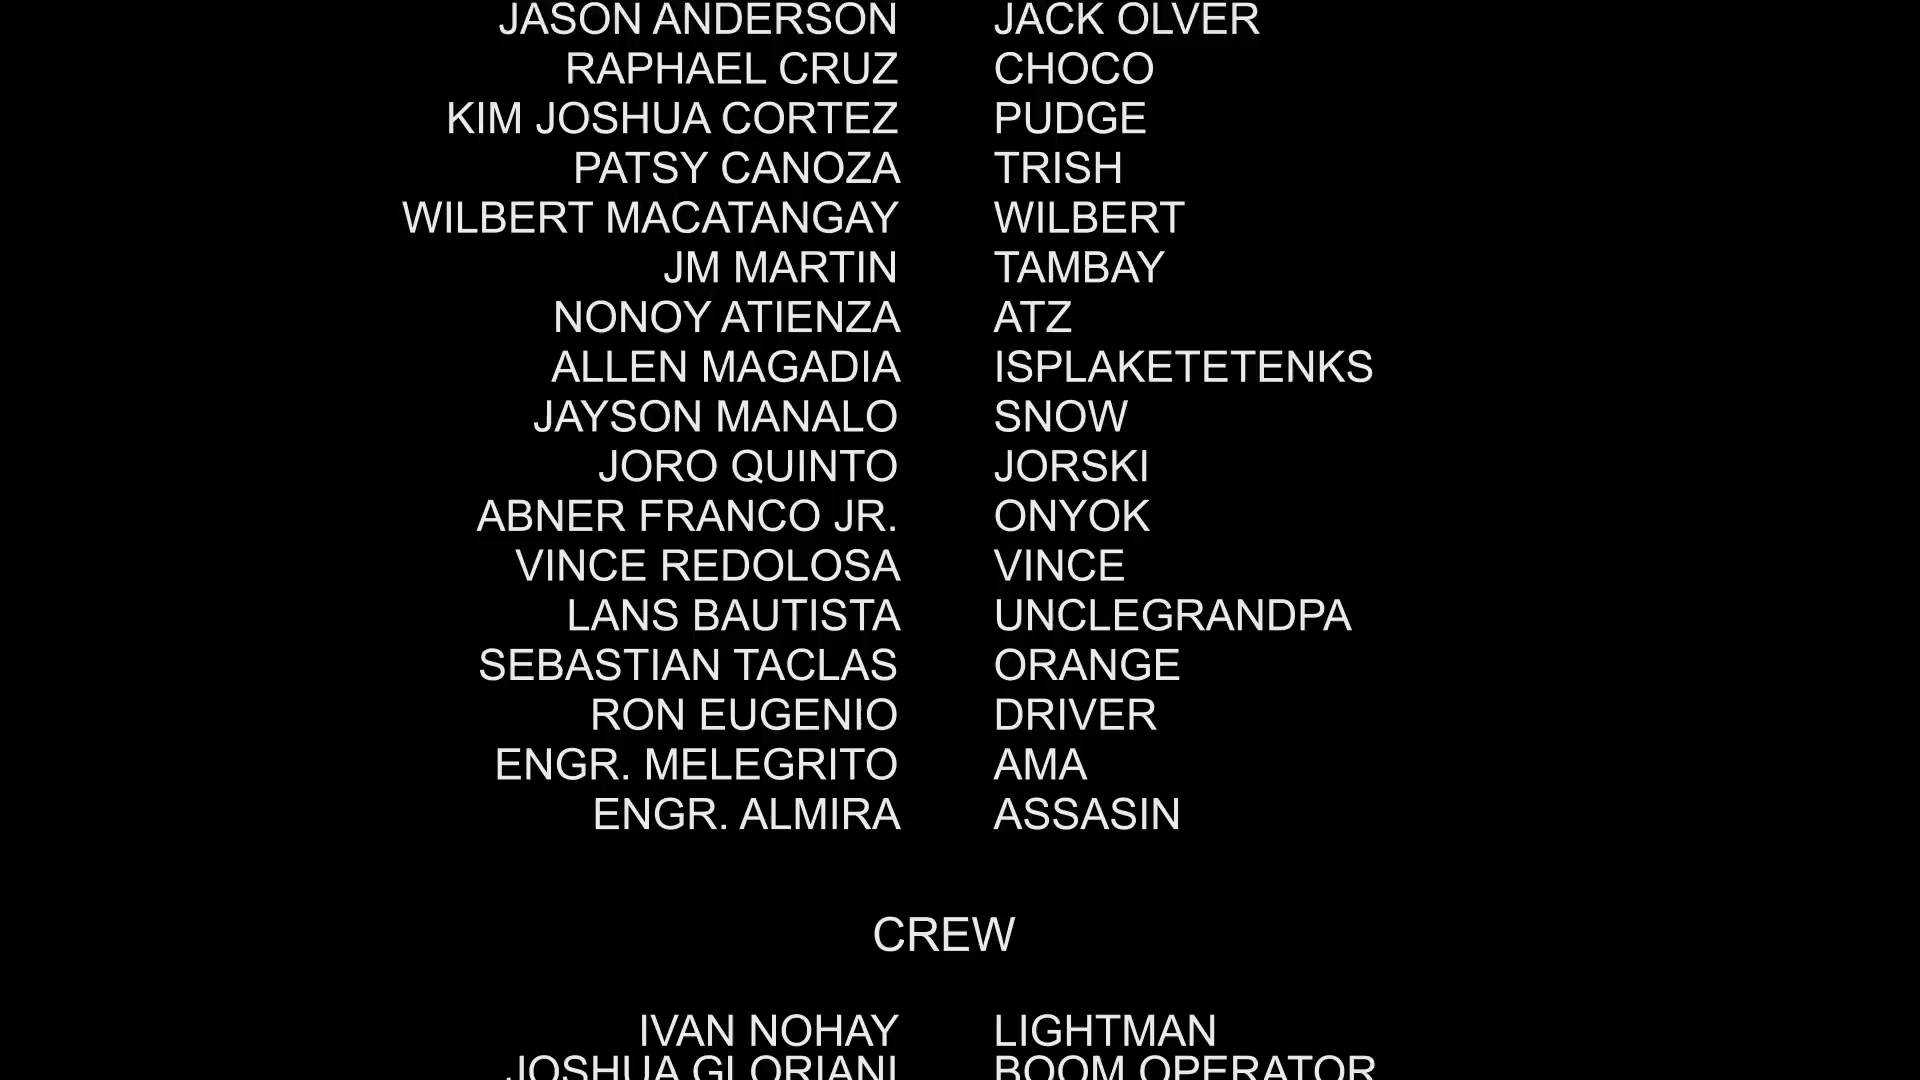 JASON ANDERSON JACK OLVER
RAPHAEL CRUZ CHOCO
KIM JOSHUA CORTEZ PUDGE
PATSY CANOZA TRISH
WILBERT MACATANGAY WILBERT
JM MARTIN TAMBAY
NONOY ATIENZA ATZ
ALLEN MAGADIA ISPLAKETETENKS
JAYSON MANALO SNOW
JORO QUINTO JORSKI
ABNER FRANCO JR. ONYOK
VINCE REDOLOSA VINCE
LANS BAUTISTA UNCLEGRANDPA
SEBASTIAN TACLAS ORANGE
RON EUGENIO DRIVER
ENGR. MELEGRITO AMA
ENGR. ALMIRA ASSASIN
CREW
IVAN NOHAY LIGHTMAN
JOSHUA GLORIANI BOOM OPERATOR